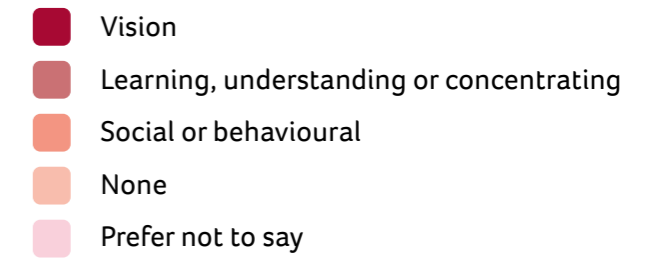 Vision
Learning, understanding or concentrating
Social or behavioural
None
Prefer not to say